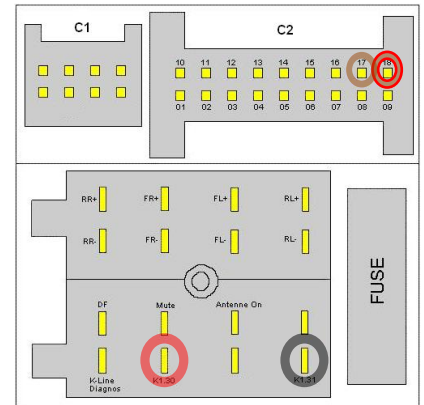 C1
C2
10 11 12 13 14 15 16 17 18
01 02 03 04 05 06 07 08 09
RR+ FR+ FL+ RL+
RR- FR- FL- RL-
DF Mute Antenne On
K-Line
Diagnos K1.30 K1.31
FUSE